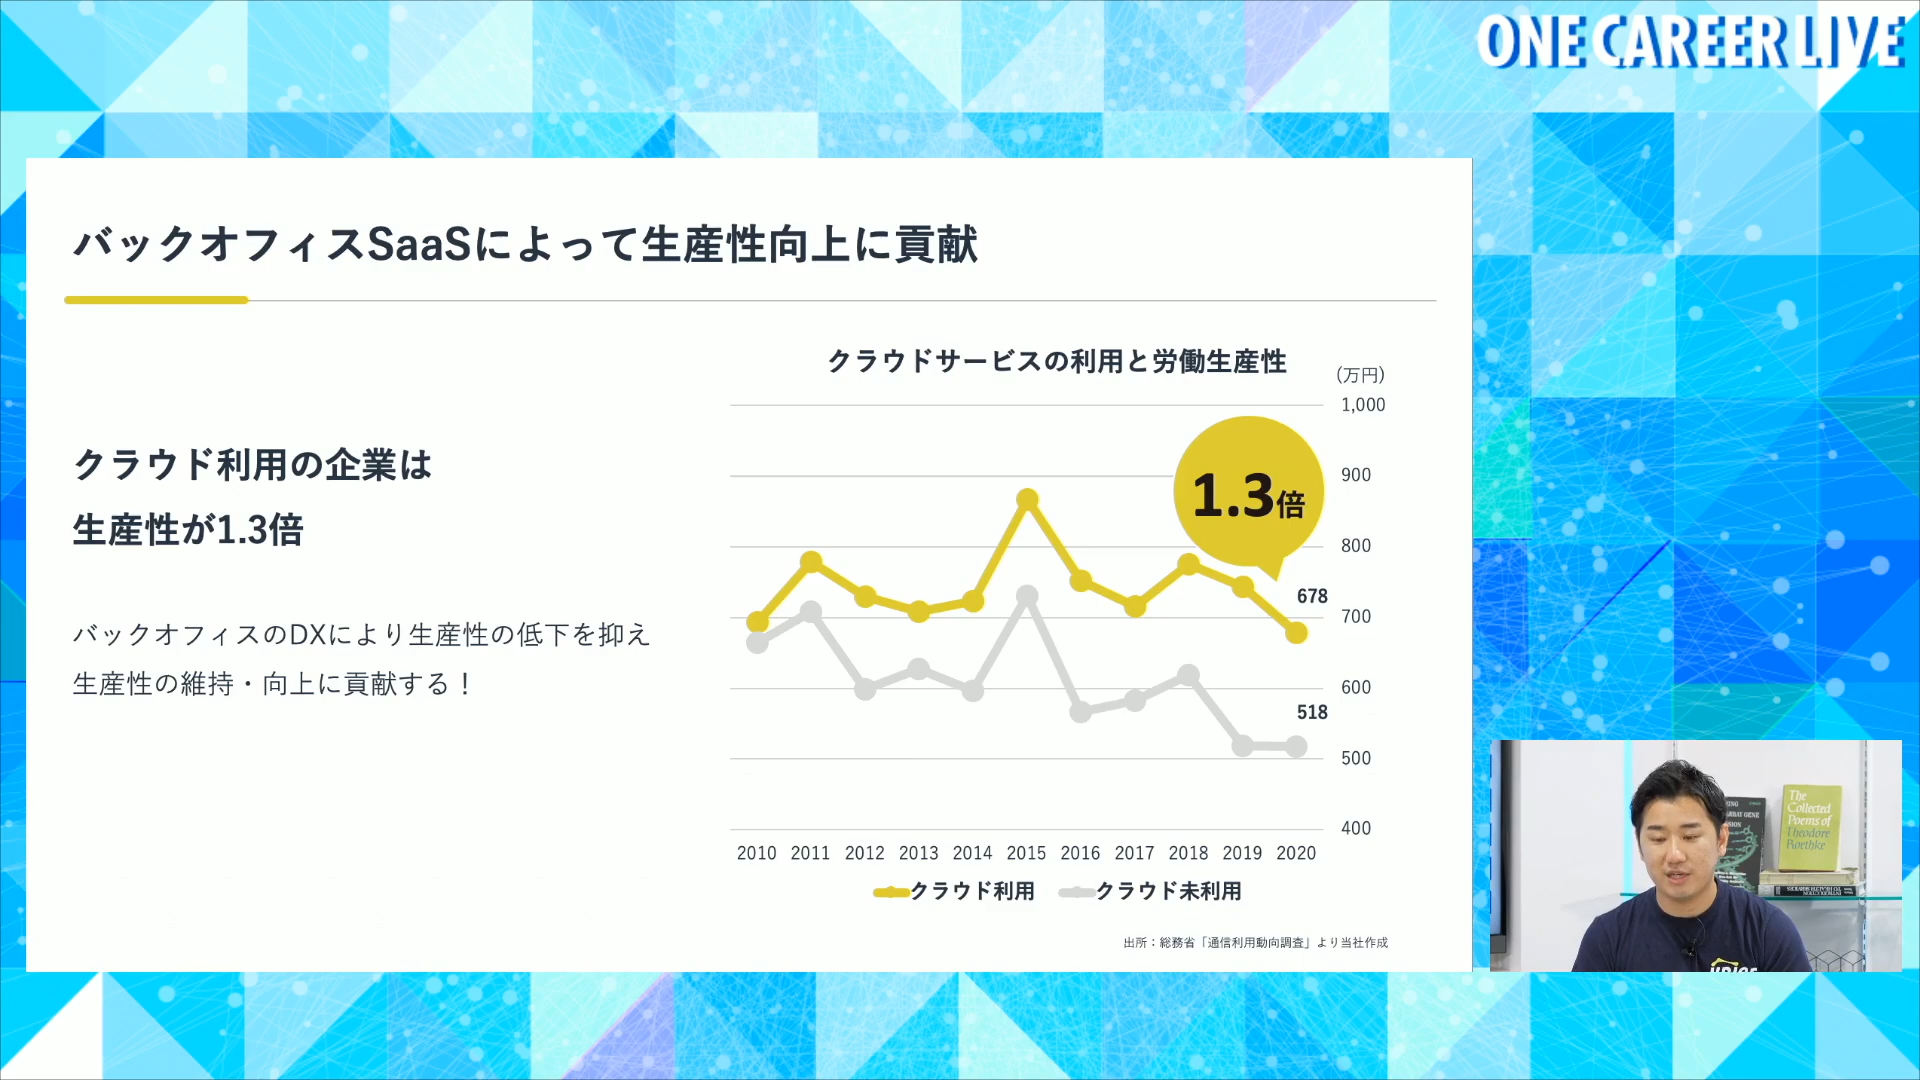 ONE CAREER LIVE
バックオフィスSaaSによって生産性向上に貢献
クラウド利用の企業は
生産性が1.3倍
バックオフィスのDXにより生産性の低下を抑え
生産性の維持・向上に貢献する！
クラウドサービスの利用と労働生産性
(万円)
1,000
900
800
700
600
500
400
1.3倍
678
518
2010 2011 2012 2013 2014 2015 2016 2017 2018 2019 2020
クラウド利用 クラウド未利用
出所：総務省「通信利用動向調査」より当社作成
The
Collected
Poems of
Theodore
Roethke